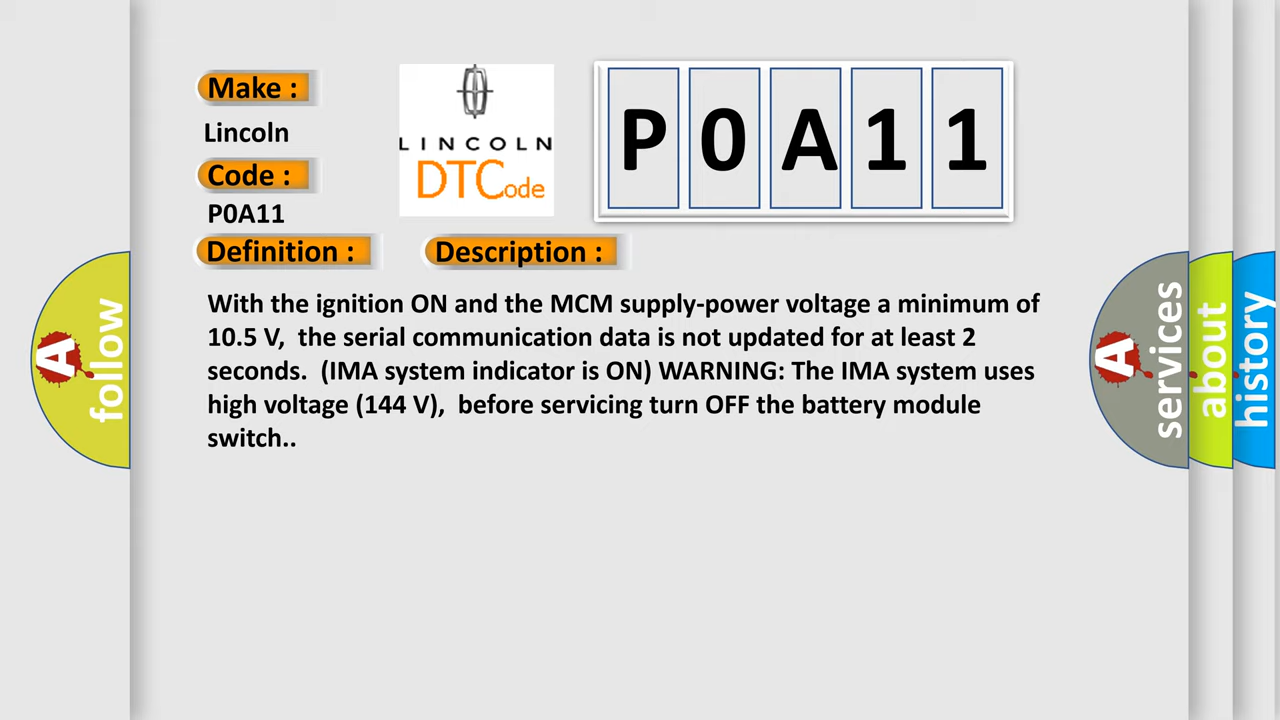 Make :
Lincoln
Code :
P0A11
LINCOLN
DTCode
P0A11
Definition :
Description :
With the ignition ON and the MCM supply-power voltage a minimum of
10.5 V,  the serial communication data is not updated for at least 2
seconds.  (IMA system indicator is ON) WARNING: The IMA system uses
high voltage (144 V),  before servicing turn OFF the battery module
switch..
A follow
A services
about
history